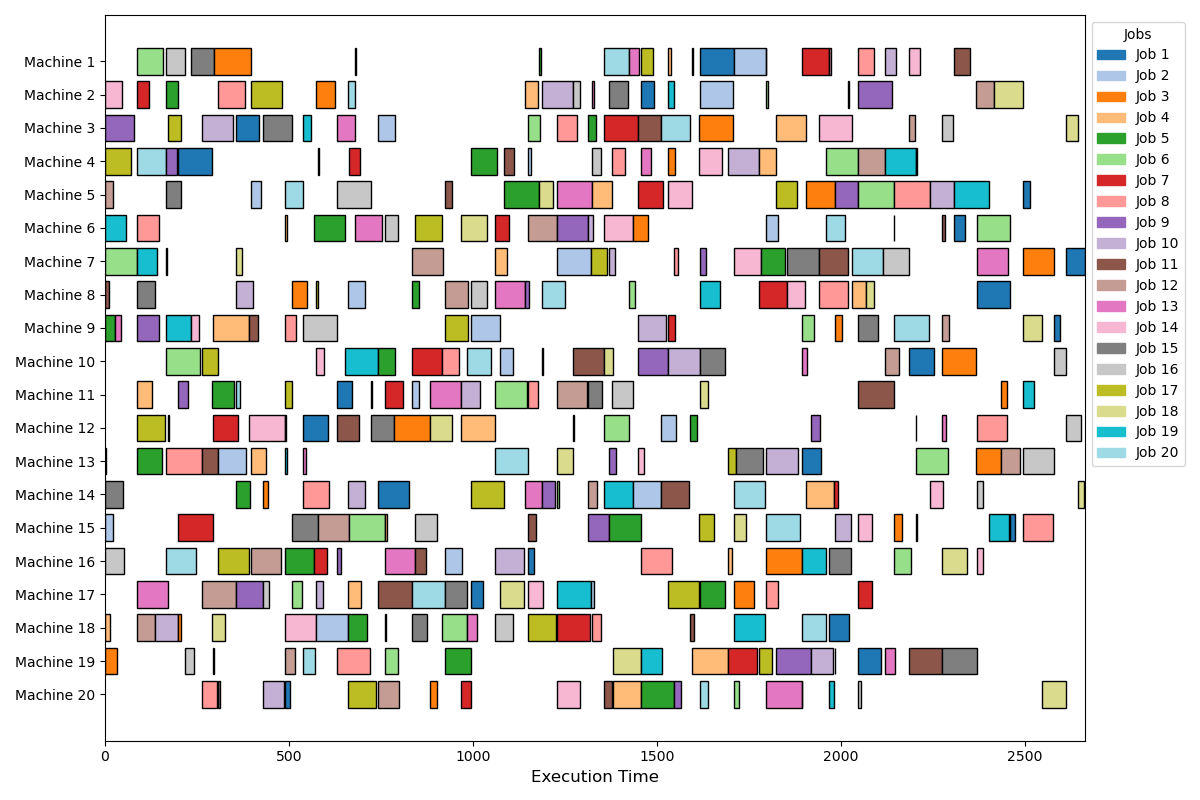 Machine 1
Machine 2
Machine 3
Machine 4
Machine 5
Machine 6
Machine 7
Machine 8
Machine 9
Machine 10
Machine 11
Machine 12
Machine 13
Machine 14
Machine 15
Machine 16
Machine 17
Machine 18
Machine 19
Machine 20
0 500 1000 1500 2000 2500
Execution Time
Jobs
Job 1
Job 2
Job 3
Job 4
Job 5
Job 6
Job 7
Job 8
Job 9
Job 10
Job 11
Job 12
Job 13
Job 14
Job 15
Job 16
Job 17
Job 18
Job 19
Job 20